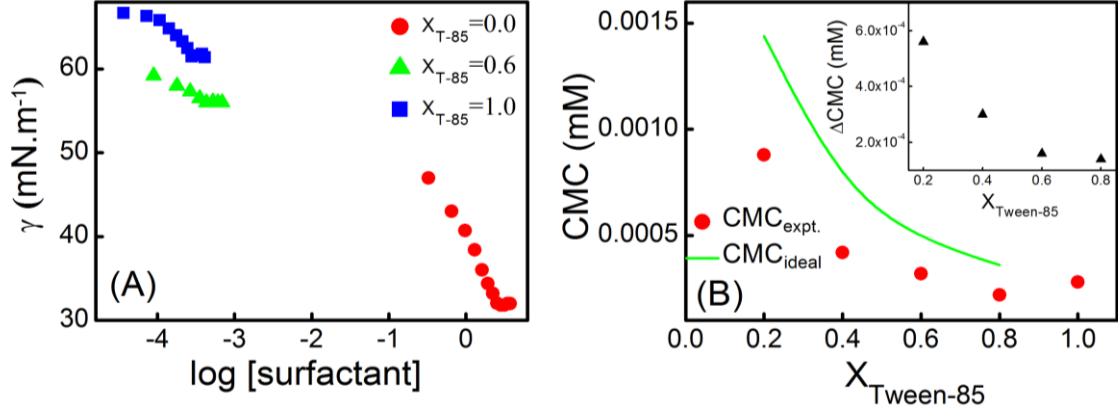 X_T-85=0.0
X_T-85=0.6
X_T-85=1.0
γ (mN.m⁻¹)
60
50
40
30
(A)
-4
-3
-2
-1
0
log [surfactant]
CMC (mM)
0.0015
0.0010
0.0005
CMC_expt.
CMC_ideal
(B)
0.0
0.2
0.4
0.6
0.8
1.0
X_Tween-85
ΔCMC (mM)
6.0x10⁻⁴
4.0x10⁻⁴
2.0x10⁻⁴
0.2
0.4
0.6
0.8
X_Tween-85